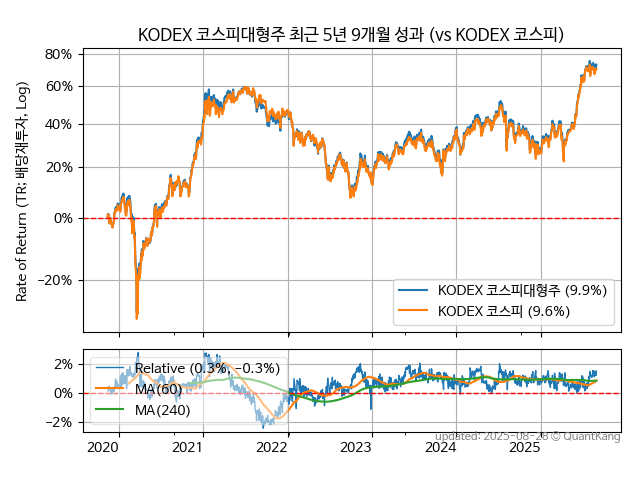 KODEX 코스피대형주 최근 5년 9개월 성과 (vs KODEX 코스피)
80%
60%
40%
20%
0%
−20%
Rate of Return (TR: 배당재투자, Log)
KODEX 코스피대형주 (9.9%)
KODEX 코스피 (9.6%)
2%
0%
−2%
Relative (0.3%, −0.3%)
MA(60)
MA(240)
2020 2021 2022 2023 2024 2025
updated: 2025-08-28 © QuantKang